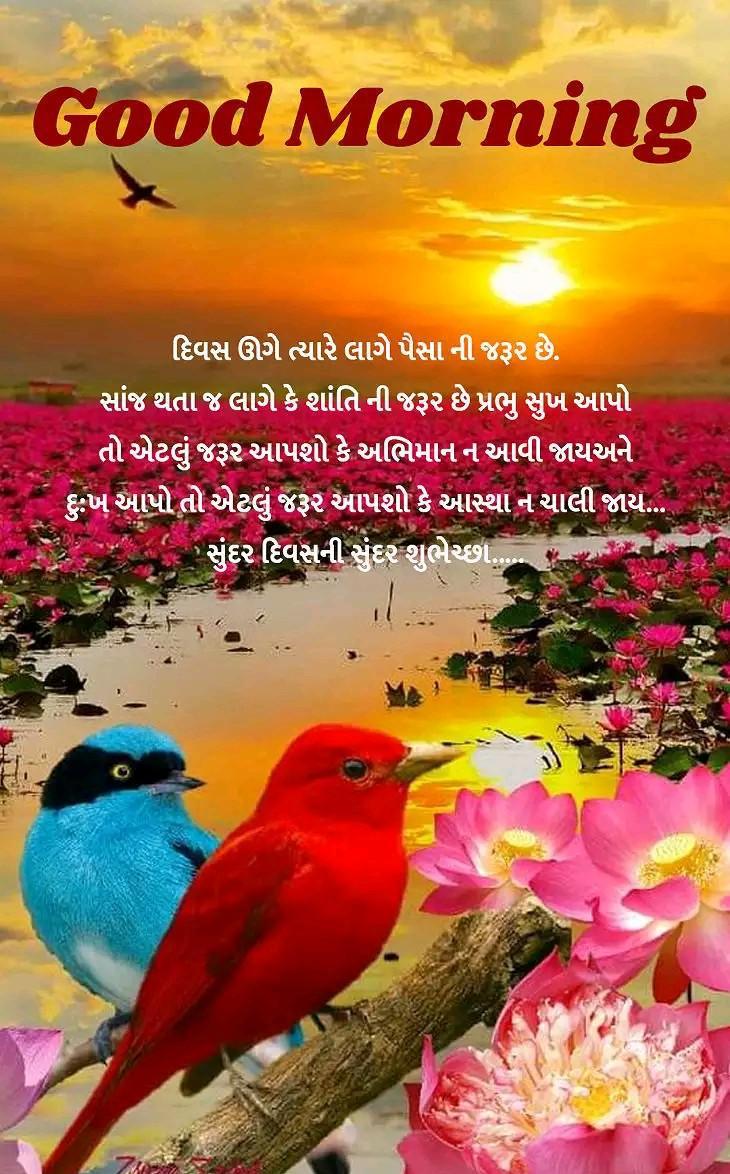 Good Morning
દિવસ ઊગે ત્યારે લાગે પૈસા ની જરૂર છે.
સાંજ થતા જ લાગે કે શાંતિ ની જરૂર છે પ્રભુ સુખ આપો
તો એટલું જરૂર આપશો કે અભિમાન ન આવી જાયઅને
દુઃખ આપો તો એટલું જરૂર આપશો કે આસ્થા ન ચાલી જાય...
સુંદર દિવસની સુંદર શુભેચ્છા.....